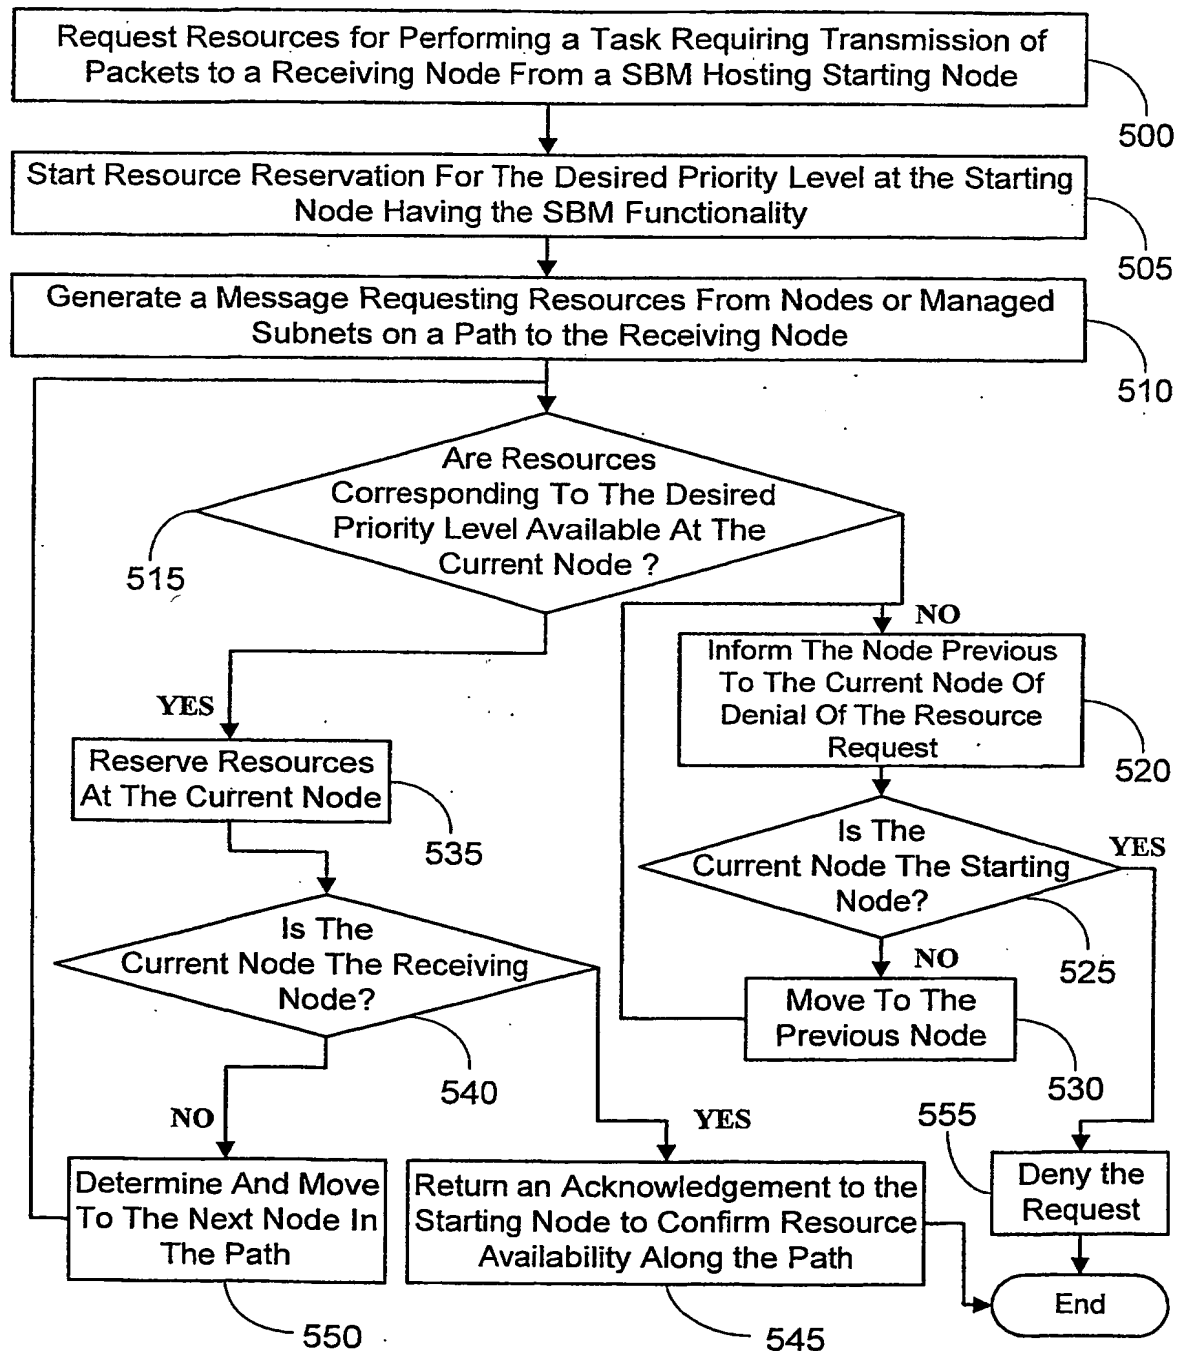 Request Resources for Performing a Task Requiring Transmission of
Packets to a Receiving Node From a SBM Hosting Starting Node
500
Start Resource Reservation For The Desired Priority Level at the Starting
Node Having the SBM Functionality
505
Generate a Message Requesting Resources From Nodes or Managed
Subnets on a Path to the Receiving Node
510
Are Resources
Corresponding To The Desired
Priority Level Available At The
Current Node ?
515
NO
Inform The Node Previous
To The Current Node Of
Denial Of The Resource
Request
520
YES
Reserve Resources
At The Current Node
535
Is The
Current Node The Starting
Node?
YES
525
Is The
Current Node The Receiving
Node?
540
NO
Move To The
Previous Node
530
NO
YES
555
Determine And Move
To The Next Node In
The Path
550
Return an Acknowledgement to the
Starting Node to Confirm Resource
Availability Along the Path
545
Deny the
Request
End